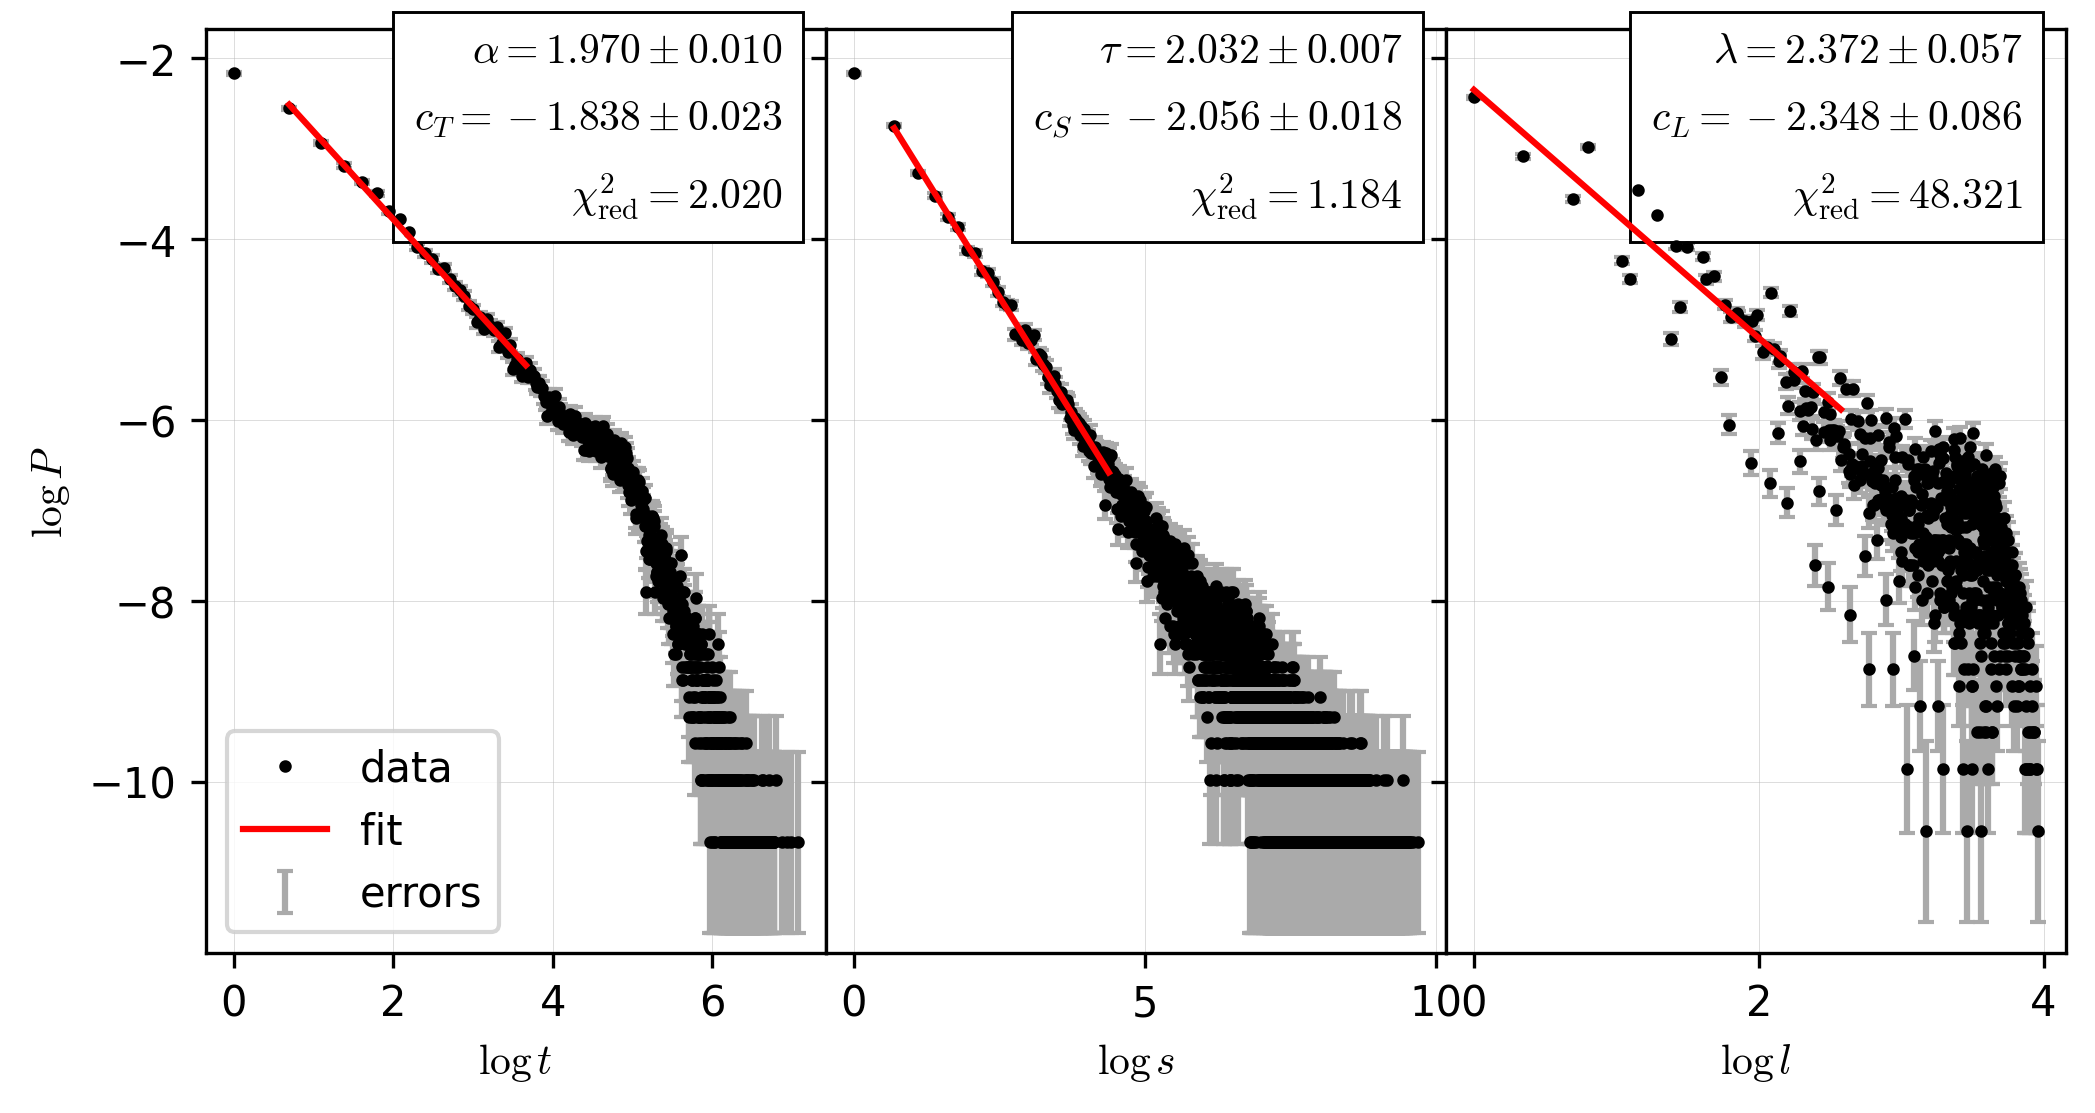 α = 1.970 ± 0.010
c_T = −1.838 ± 0.023
χ²_red = 2.020
τ = 2.032 ± 0.007
c_S = −2.056 ± 0.018
χ²_red = 1.184
λ = 2.372 ± 0.057
c_L = −2.348 ± 0.086
χ²_red = 48.321
−2
−4
−6
−8
−10
log P
data
fit
errors
0 2 4 6
0 5 10
0 2 4
log t
log s
log l